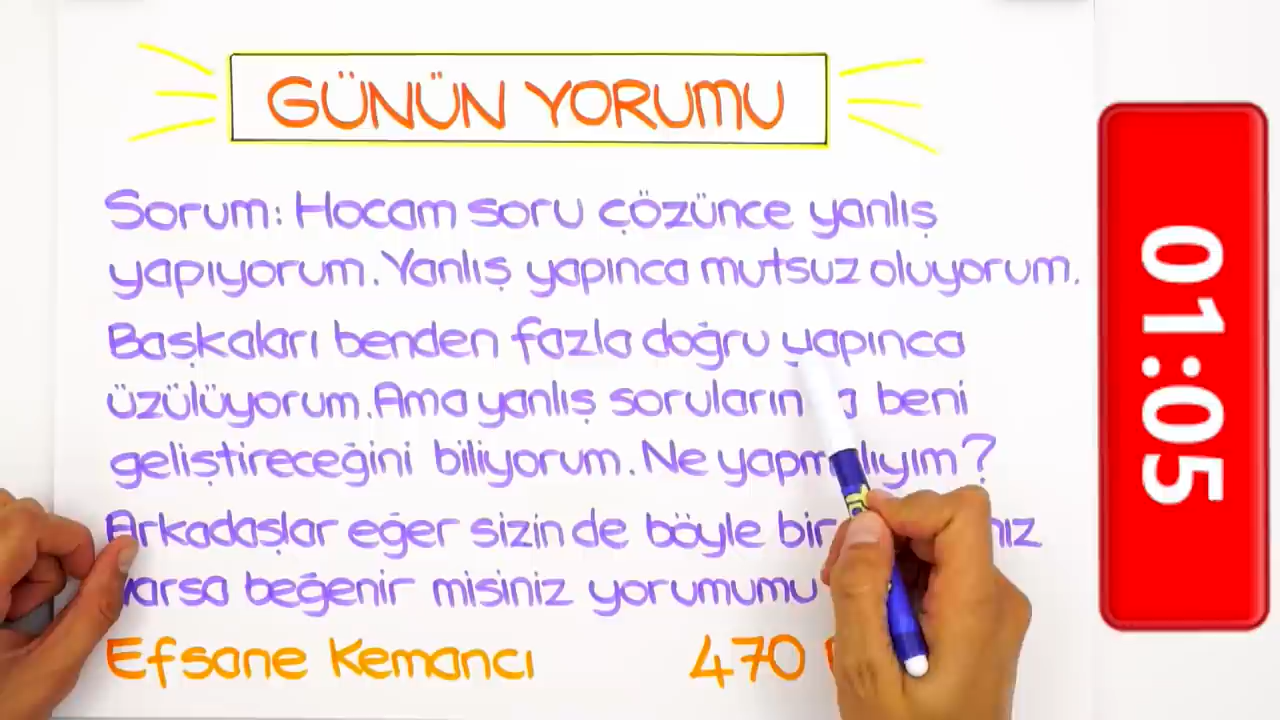 GÜNÜN YORUMU
Sorum: Hocam soru çözünce yanlış
yapıyorum. Yanlış yapınca mutsuz oluyorum.
Başkaları benden fazla doğru yapınca
üzülüyorum. Ama yanlış soruların beni
geliştireceğini biliyorum. Ne yapmalıyım?
Arkadaşlar eğer sizin de böyle bir
varsa beğenir misiniz yorumumu
Efsane Kemancı 470
01:05